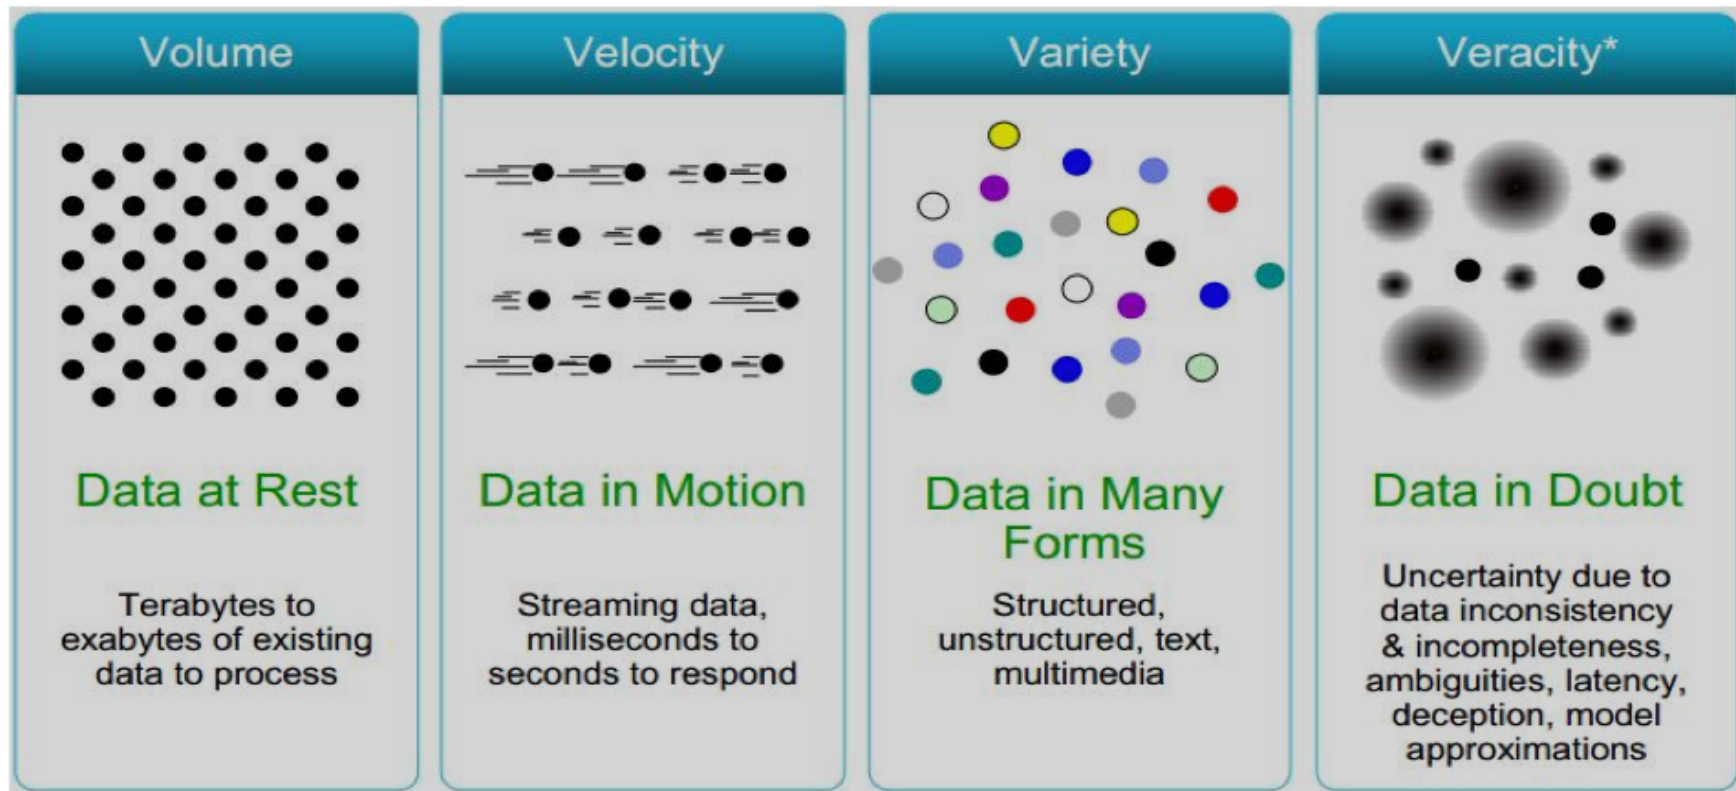 Volume
Data at Rest
Terabytes to
exabytes of existing
data to process
Velocity
Data in Motion
Streaming data,
milliseconds to
seconds to respond
Variety
Data in Many
Forms
Structured,
unstructured, text,
multimedia
Veracity*
Data in Doubt
Uncertainty due to
data inconsistency
& incompleteness,
ambiguities, latency,
deception, model
approximations